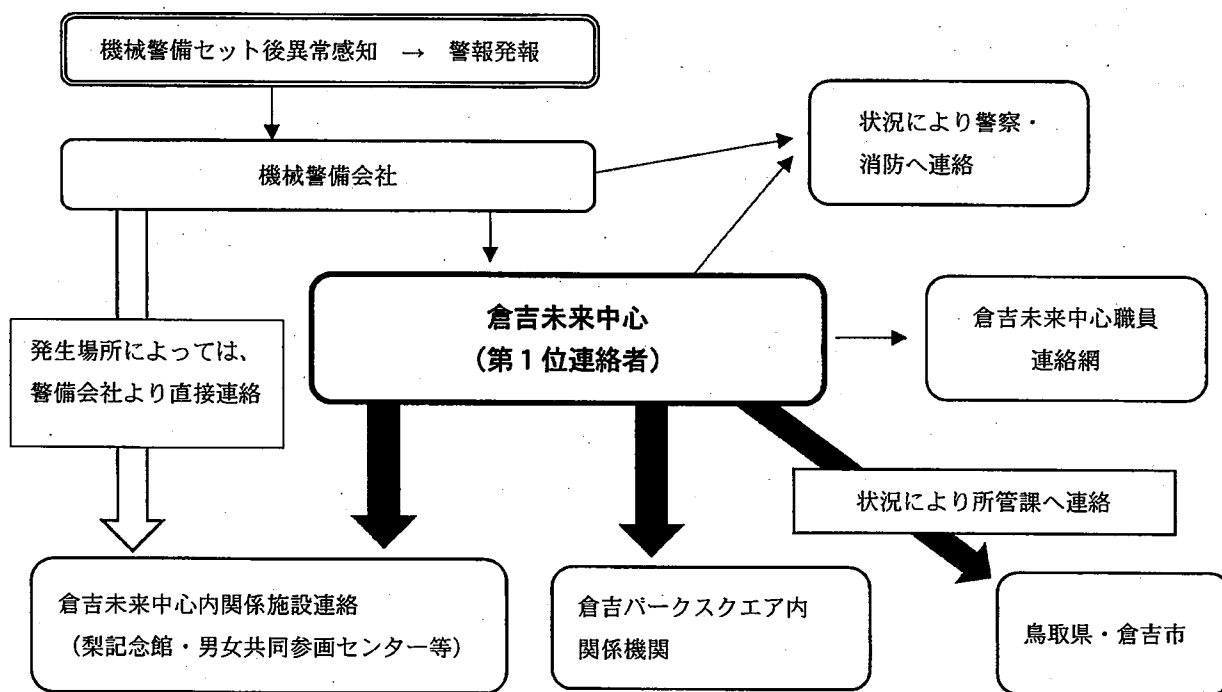 機械警備セット後異常感知 → 警報発報
機械警備会社
状況により警察・
消防へ連絡
倉吉未来中心
(第1位連絡者)
倉吉未来中心職員
連絡網
発生場所によっては、
警備会社より直接連絡
状況により所管課へ連絡
倉吉未来中心内関係施設連絡
(梨記念館・男女共同参画センター等)
倉吉パークスクエア内
関係機関
鳥取県・倉吉市